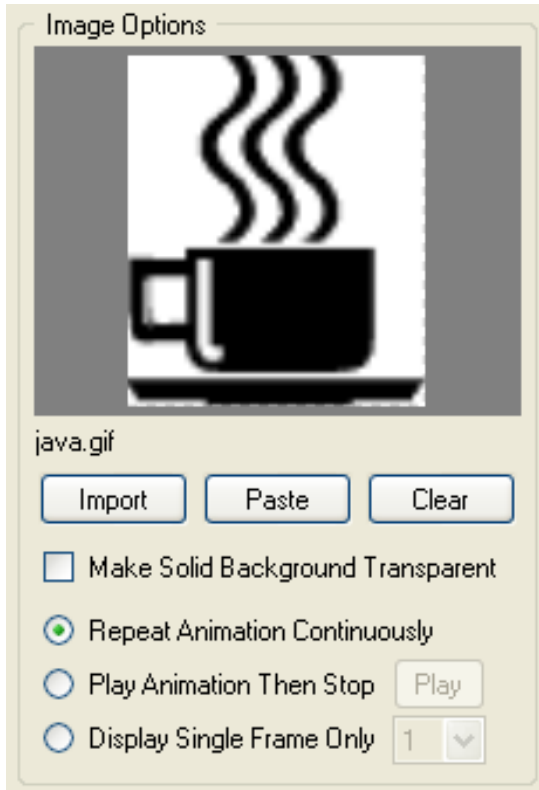 Image Options
java.gif
Import Paste Clear
Make Solid Background Transparent
Repeat Animation Continuously
Play Animation Then Stop Play
Display Single Frame Only 1